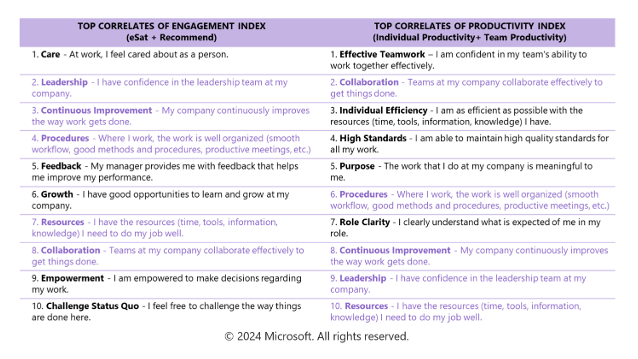 TOP CORRELATES OF ENGAGEMENT INDEX
(eSat + Recommend)
1. Care - At work, I feel cared about as a person.
2. Leadership - I have confidence in the leadership team at my
company.
3. Continuous Improvement - My company continuously improves
the way work gets done.
4. Procedures - Where I work, the work is well organized (smooth
workflow, good methods and procedures, productive meetings, etc.)
5. Feedback - My manager provides me with feedback that helps
me improve my performance.
6. Growth - I have good opportunities to learn and grow at my
company.
7. Resources - I have the resources (time, tools, information,
knowledge) I need to do my job well.
8. Collaboration - Teams at my company collaborate effectively to
get things done.
9. Empowerment - I am empowered to make decisions regarding
my work.
10. Challenge Status Quo - I feel free to challenge the way things
are done here.
TOP CORRELATES OF PRODUCTIVITY INDEX
(Individual Productivity+ Team Productivity)
1. Effective Teamwork – I am confident in my team's ability to
work together effectively.
2. Collaboration - Teams at my company collaborate effectively to
get things done.
3. Individual Efficiency - I am as efficient as possible with the
resources (time, tools, information, knowledge) I have.
4. High Standards - I am able to maintain high quality standards for
all my work.
5. Purpose - The work that I do at my company is meaningful to
me.
6. Procedures - Where I work, the work is well organized (smooth
workflow, good methods and procedures, productive meetings, etc.)
7. Role Clarity - I clearly understand what is expected of me in my
role.
8. Continuous Improvement - My company continuously improves
the way work gets done.
9. Leadership - I have confidence in the leadership team at my
company.
10. Resources - I have the resources (time, tools, information,
knowledge) I need to do my job well.
© 2024 Microsoft. All rights reserved.